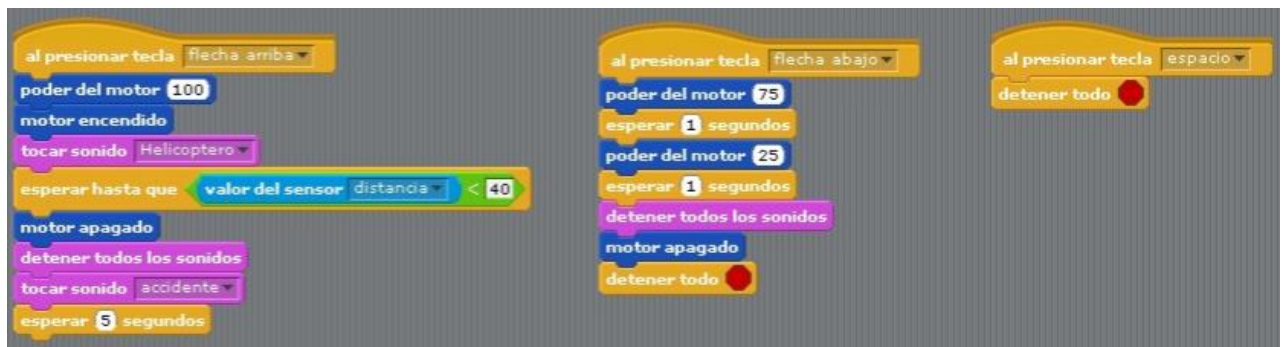 al presionar tecla flecha arriba
poder del motor 100
motor encendido
tocar sonido Helicoptero
esperar hasta que valor del sensor distancia < 40
motor apagado
detener todos los sonidos
tocar sonido accidente
esperar 5 segundos
al presionar tecla flecha abajo
poder del motor 75
esperar 1 segundos
poder del motor 25
esperar 1 segundos
detener todos los sonidos
motor apagado
detener todo
al presionar tecla espacio
detener todo